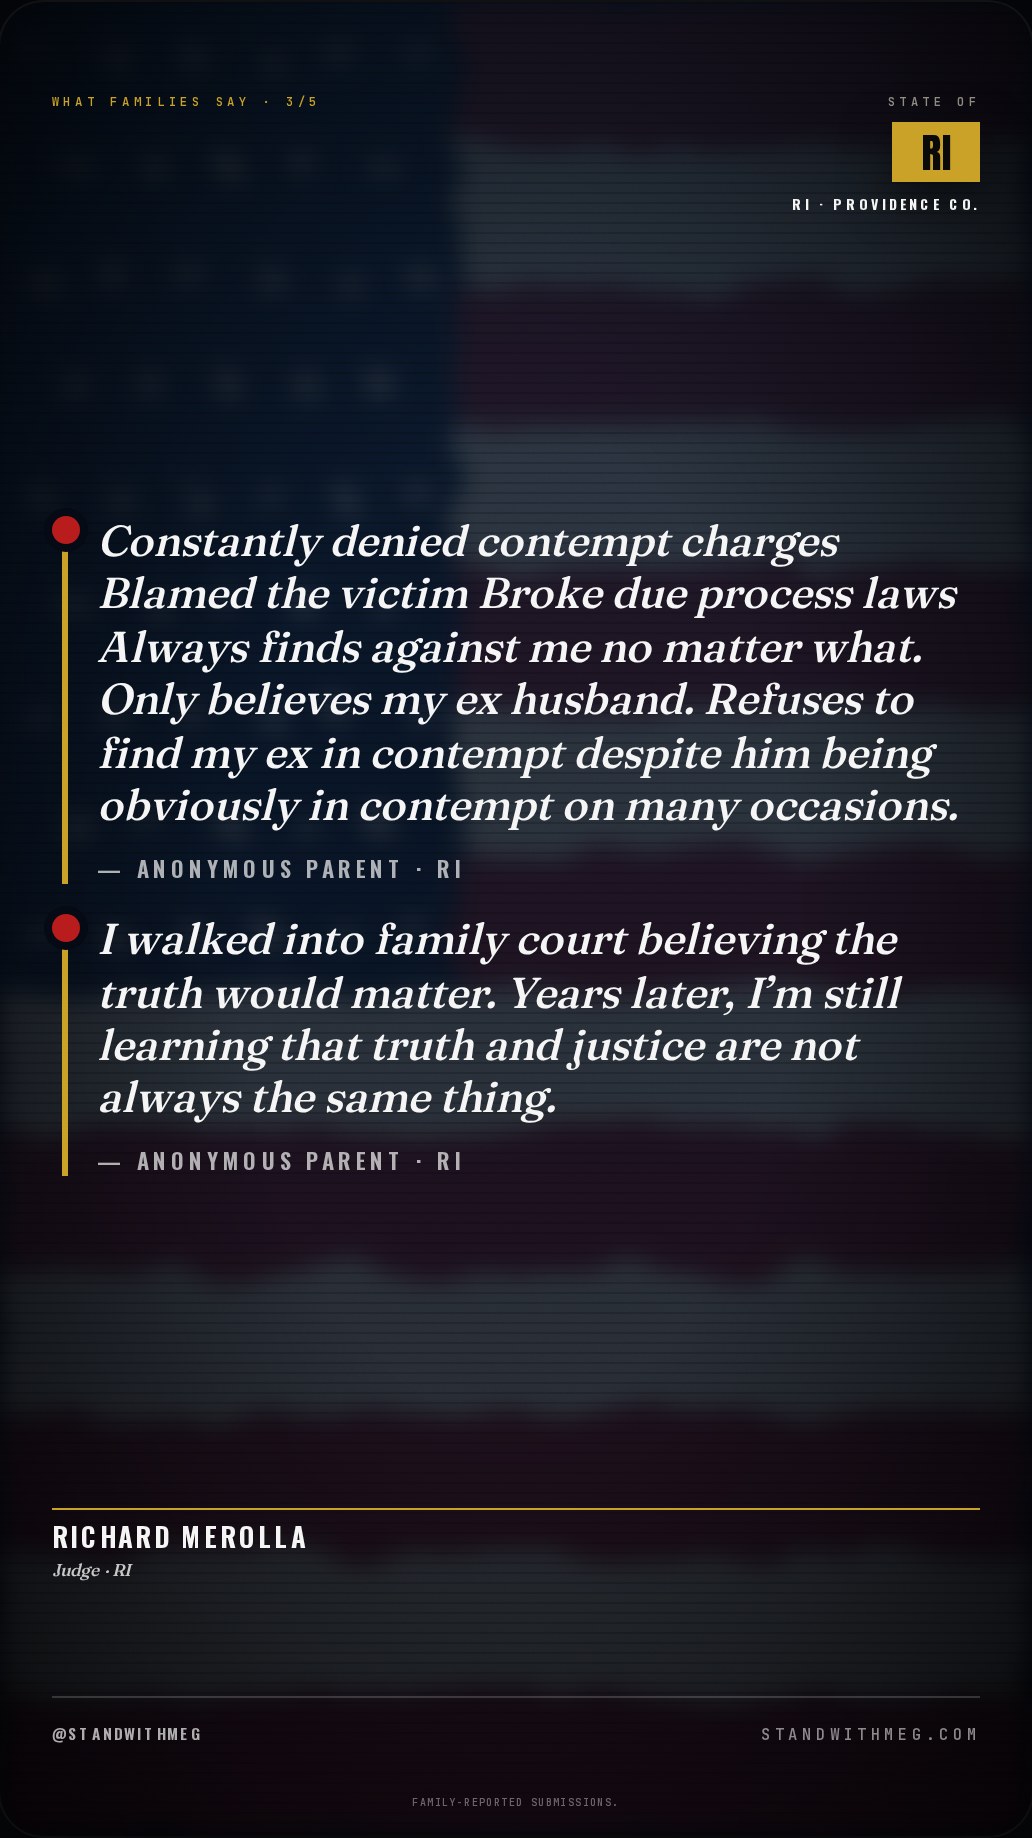 WHAT FAMILIES SAY · 3/5
STATE OF
RI
RI · PROVIDENCE CO.
Constantly denied contempt charges
Blamed the victim Broke due process laws
Always finds against me no matter what.
Only believes my ex husband. Refuses to
find my ex in contempt despite him being
obviously in contempt on many occasions.
— ANONYMOUS PARENT · RI
I walked into family court believing the
truth would matter. Years later, I’m still
learning that truth and justice are not
always the same thing.
— ANONYMOUS PARENT · RI
RICHARD MEROLLA
Judge · RI
@STANDWITHMEG
STANDWITHMEG.COM
FAMILY-REPORTED SUBMISSIONS.